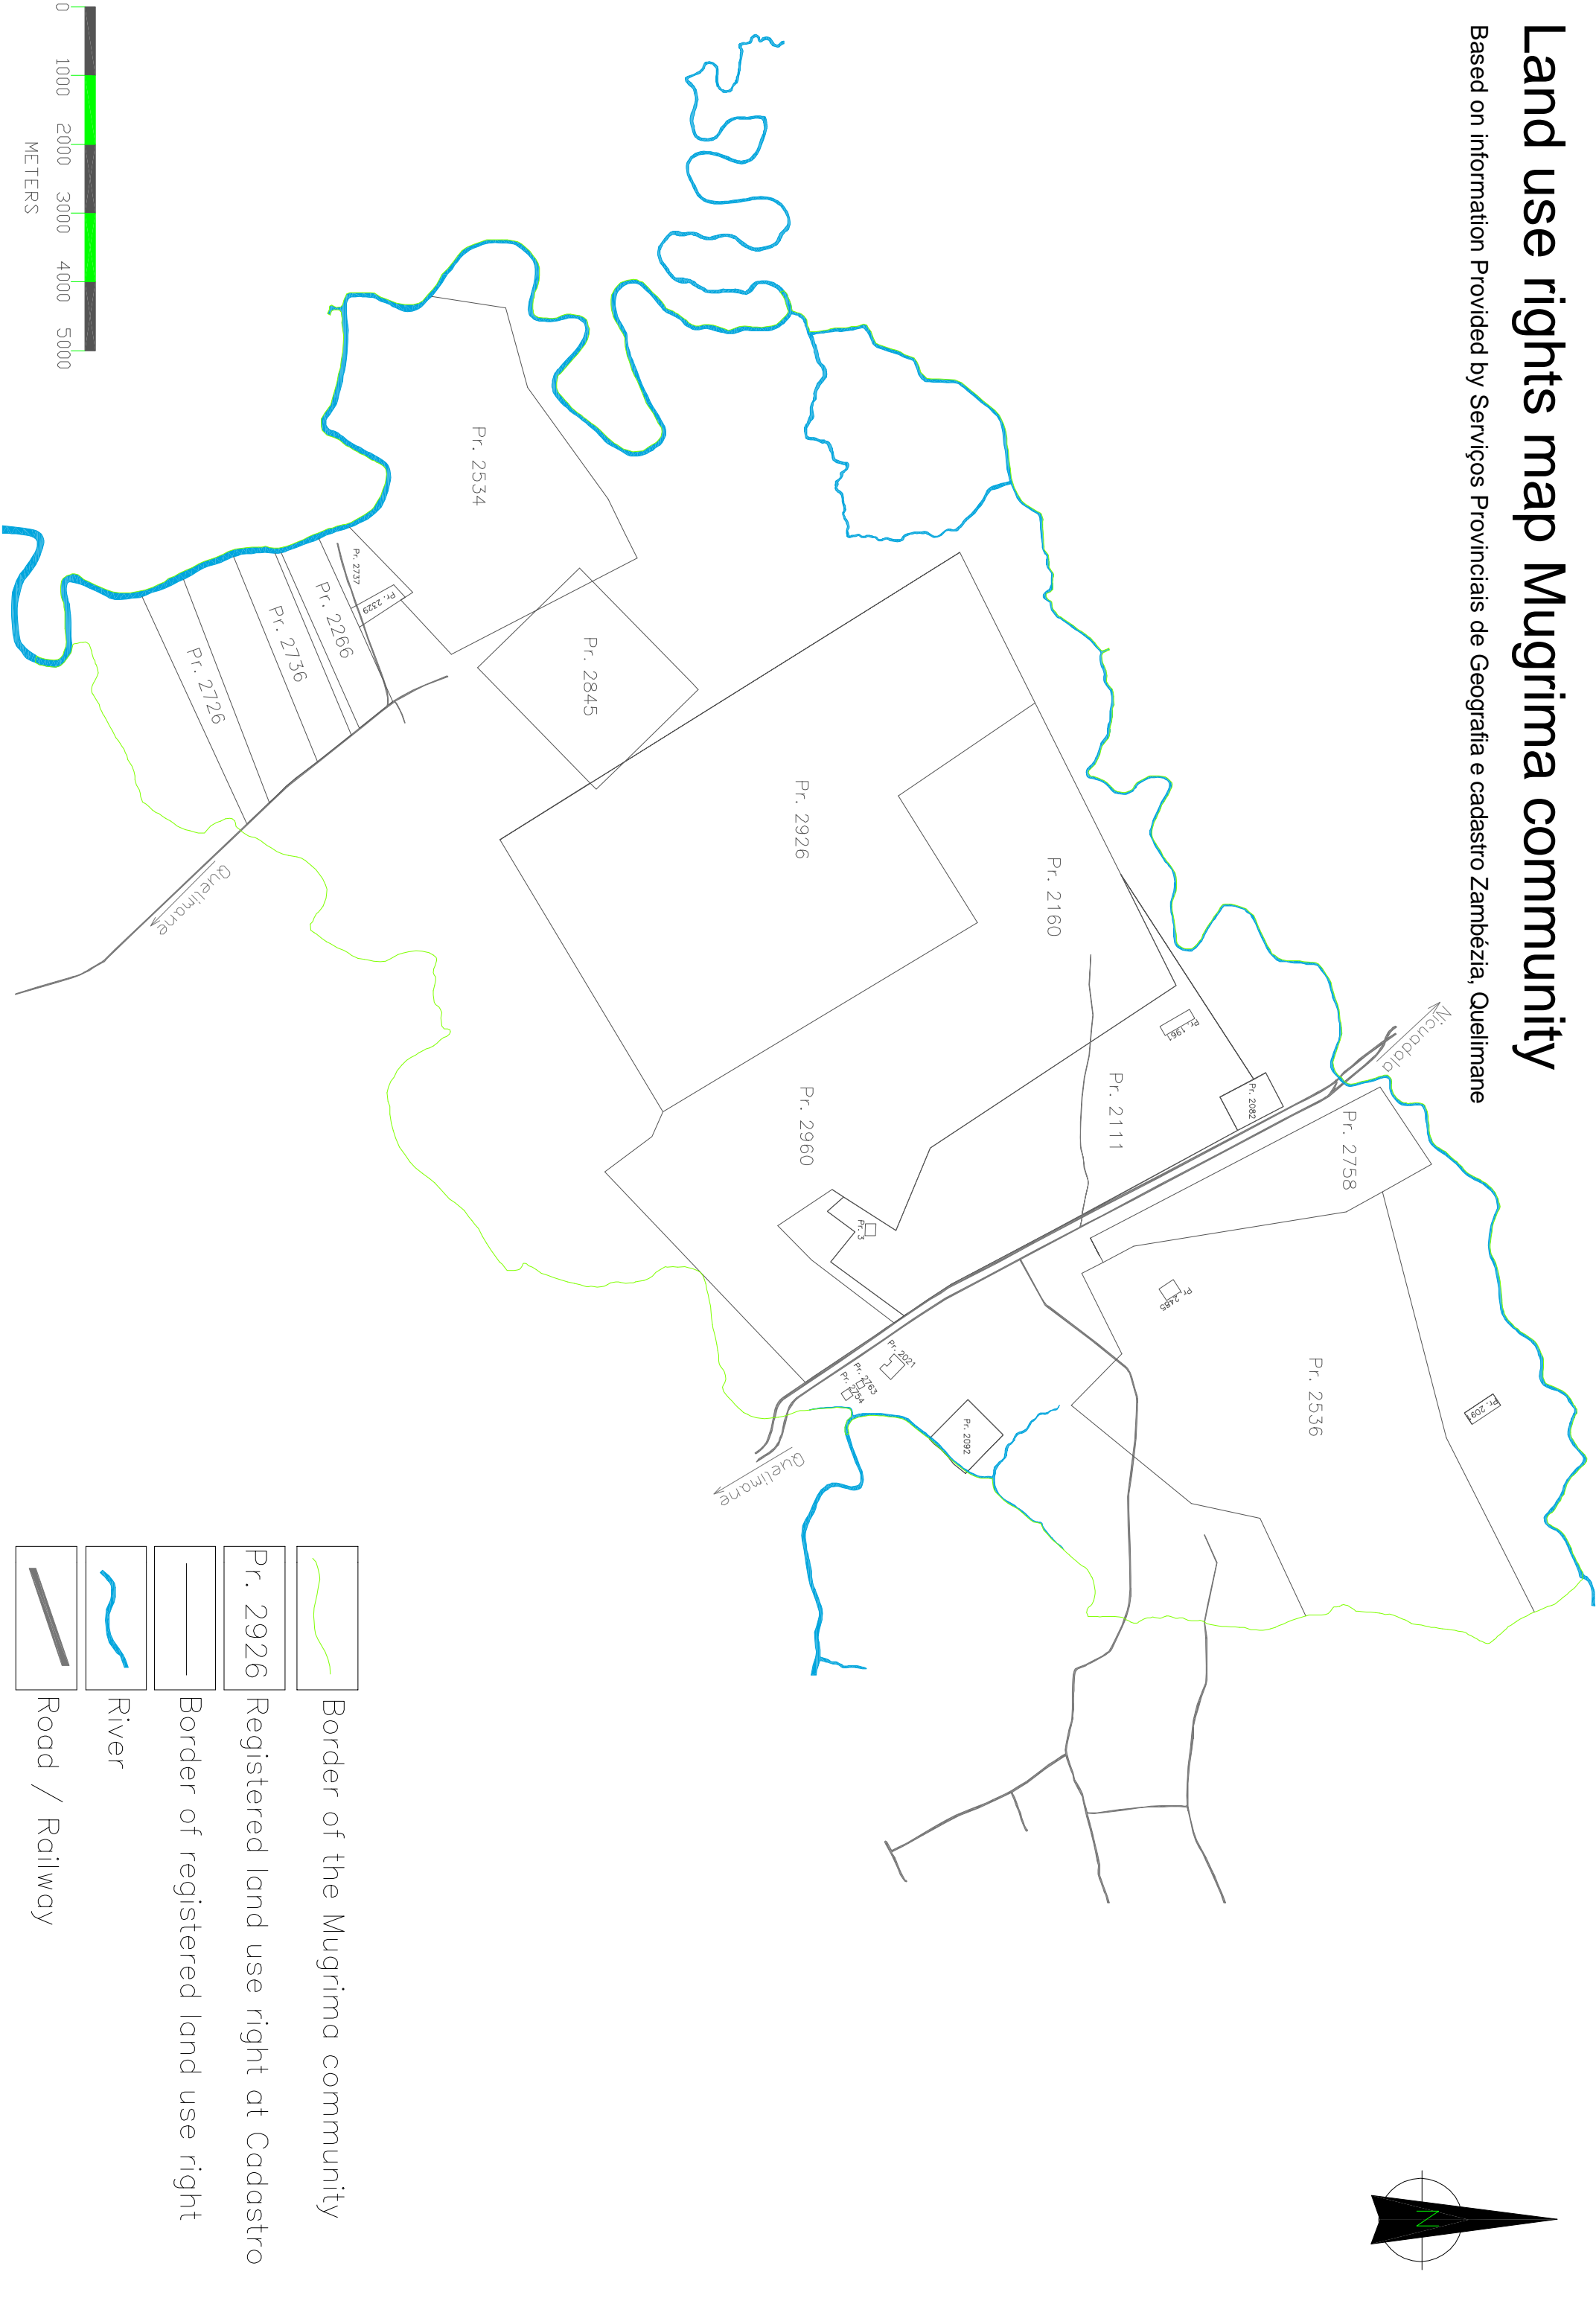 Land use rights map Mugrima community
Based on information Provided by Serviços Provinciais de Geografia e cadastro Zambézia, Quelimane
Nicuadala
Pr. 2758
Pr. 2091
Pr. 2536
Pr. 2082
Pr. 1961
Pr. 2485
Pr. 2111
Pr. 2160
Pr. 2092
Pr. 2021
Pr. 2763
Pr. 2754
Pr. 3
Pr. 2960
Pr. 2926
Quelimane
Pr. 2845
Pr. 2534
Pr. 2329
Pr. 2737
Pr. 2266
Pr. 2736
Pr. 2726
Quelimane
0 1000 2000 3000 4000 5000
METERS
Border of the Mugrima community
Pr. 2926 Registered land use right at Cadastro
Border of registered land use right
River
Road / Railway
N